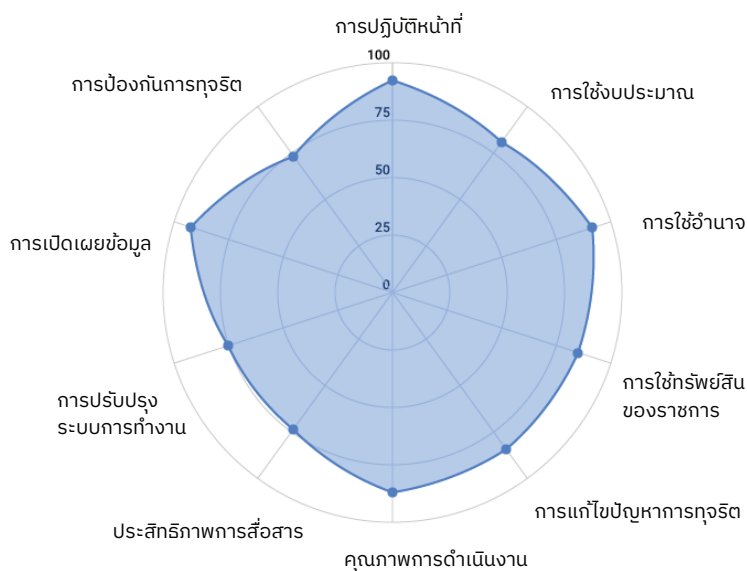 การปฏิบัติหน้าที่
100
การป้องกันการทุจริต
การใช้งบประมาณ
75
50
การใช้อำนาจ
การเปิดเผยข้อมูล
25
0
การใช้ทรัพย์สิน
ของราชการ
การปรับปรุง
ระบบการทำงาน
การแก้ไขปัญหาการทุจริต
ประสิทธิภาพการสื่อสาร
คุณภาพการดำเนินงาน